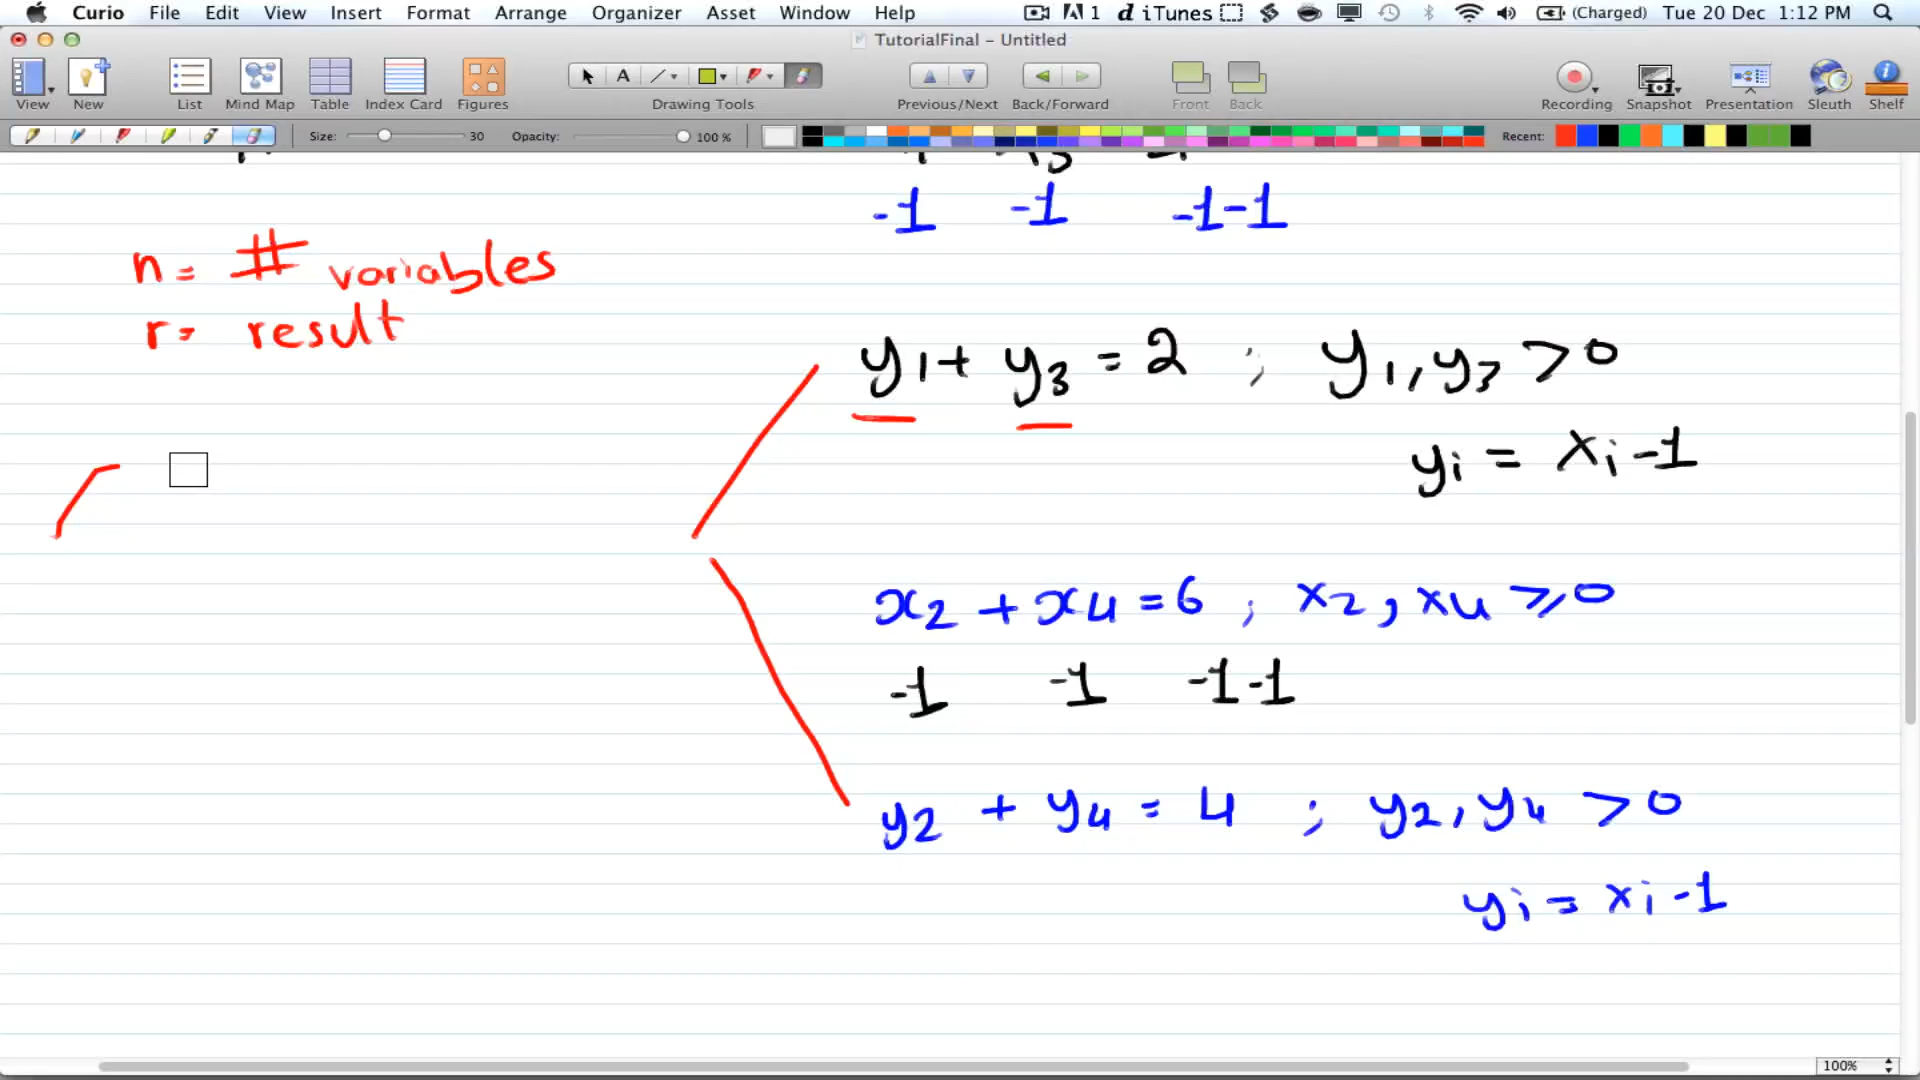 Curio File Edit View Insert Format Arrange Organizer Asset Window Help 1 d iTunes (Charged) Tue 20 Dec 1:12 PM
TutorialFinal – Untitled
View New List Mind Map Table Index Card Figures Drawing Tools Previous/Next Back/Forward Front Back Recording Snapshot Presentation Sleuth Shelf
Size: 30 Opacity: 100 % Recent:
-1 -1 -1-1
n = # variables
r = result
y1 + y3 = 2 ; y1, y3 > 0
yi = xi -1
x2 + x4 = 6 ; x2, x4 ≥ 0
-1 -1 -1-1
y2 + y4 = 4 ; y2, y4 > 0
yi = xi -1
100%